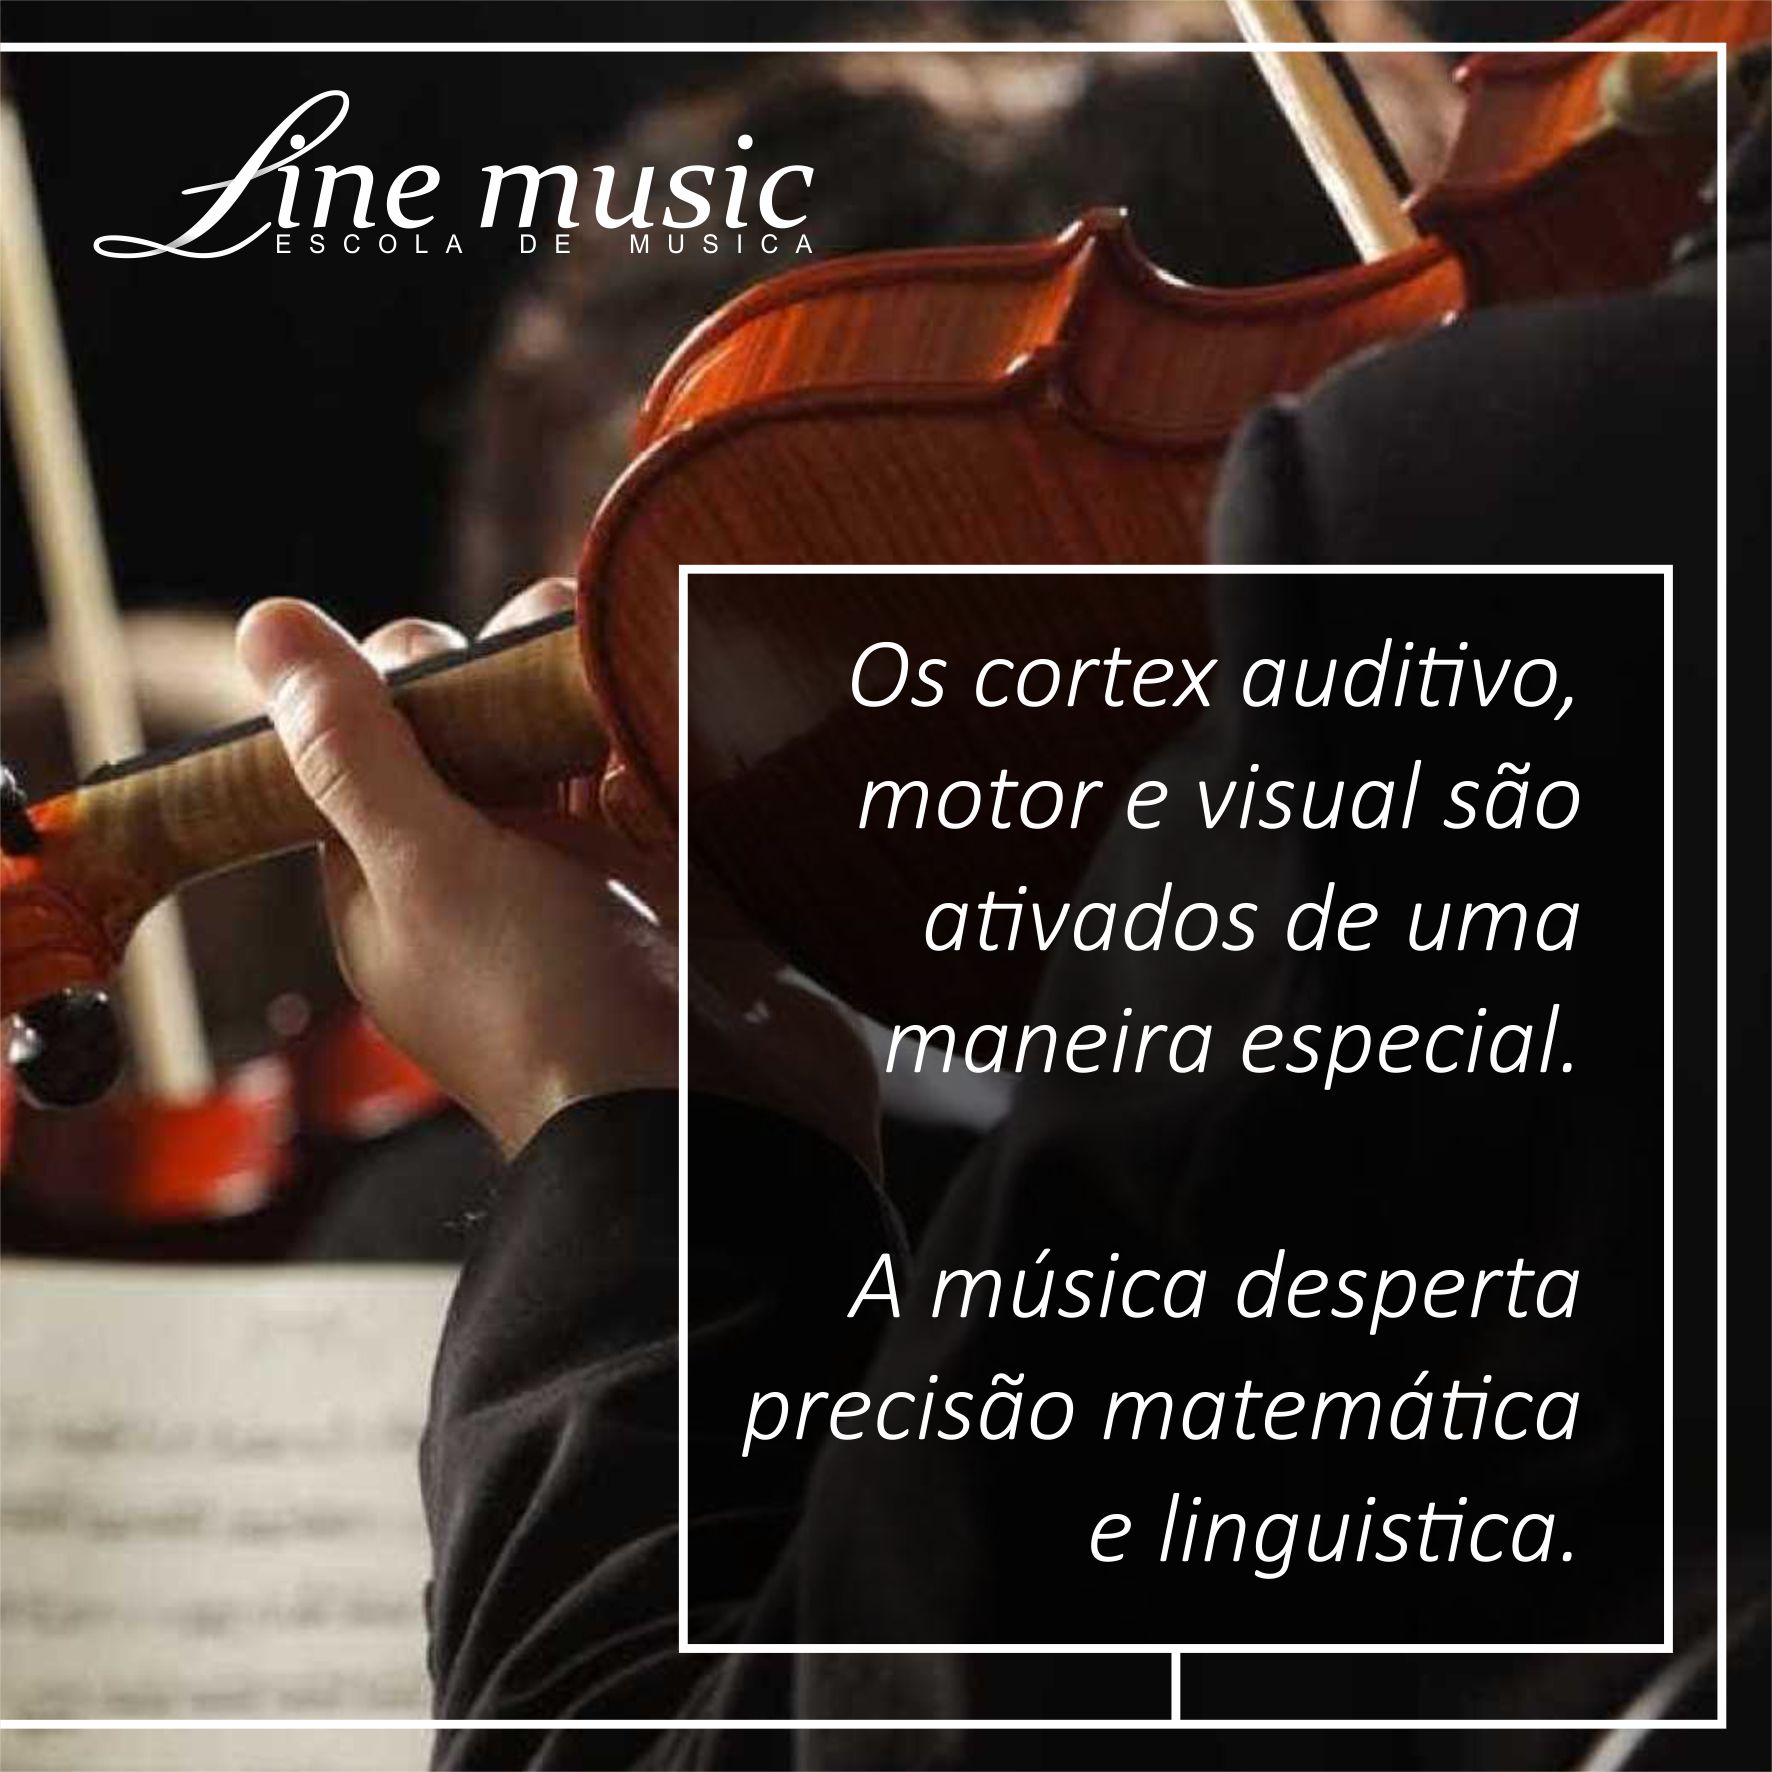 Line music
ESCOLA DE MUSICA
Os cortex auditivo,
motor e visual são
ativados de uma
maneira especial.
A música desperta
precisão matemática
e linguistica.